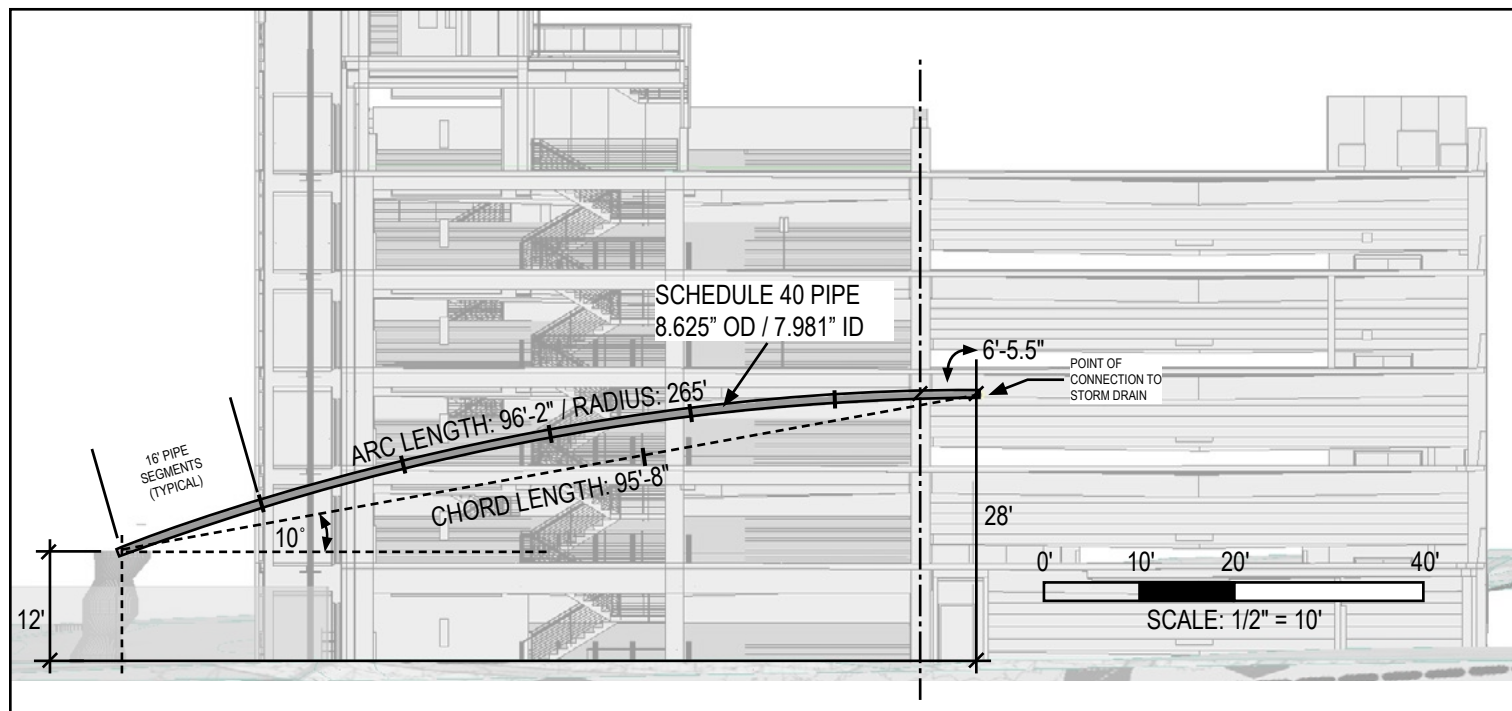 SCHEDULE 40 PIPE
8.625” OD / 7.981” ID
6'-5.5"
POINT OF
CONNECTION TO
STORM DRAIN
ARC LENGTH: 96'-2" / RADIUS: 265'
16' PIPE
SEGMENTS
(TYPICAL)
CHORD LENGTH: 95'-8"
10°
28'
12'
0' 10' 20' 40'
SCALE: 1/2" = 10'